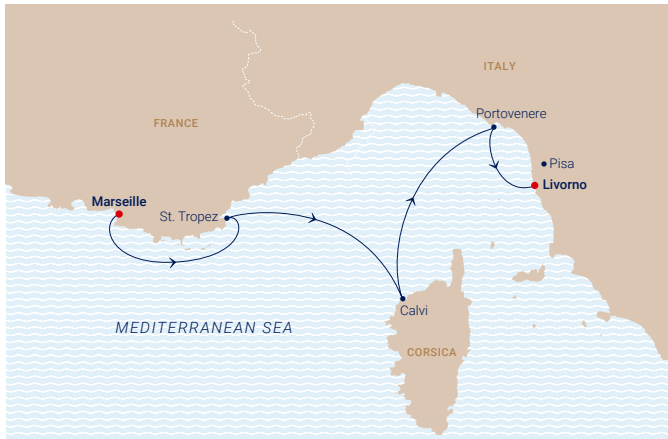 ITALY
Portovenere
FRANCE
Pisa
Livorno
Marseille
St. Tropez
Calvi
MEDITERRANEAN SEA
CORSICA